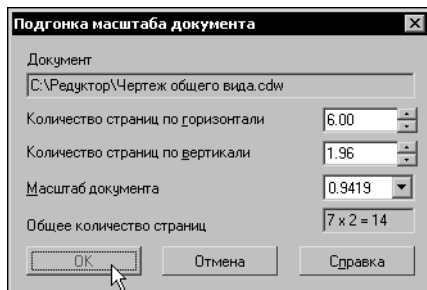 Подгонка масштаба документа
Документ
C:\Редуктор\Чертеж общего вида.cdw
Количество страниц по горизонтали 6.00
Количество страниц по вертикали 1.96
Масштаб документа 0.9419
Общее количество страниц 7 x 2 = 14
OK Отмена Справка